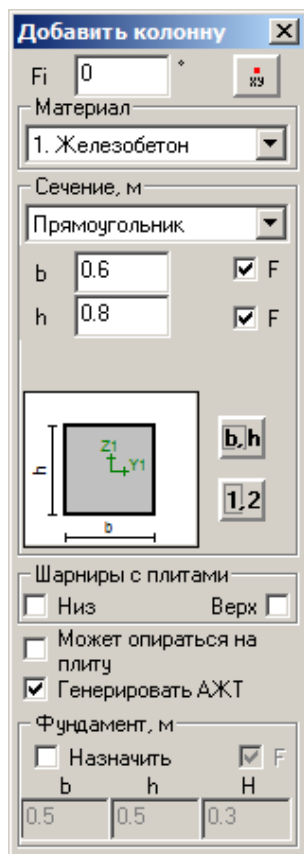 Добавить колонну
Fi 0 °
xy
Материал
1. Железобетон
Сечение, м
Прямоугольник
b 0.6 F
h 0.8 F
h Z1 Y1 b
b,h
1,2
Шарниры с плитами
Низ Верх
Может опираться на
плиту
Генерировать АЖТ
Фундамент, м
Назначить F
b h H
0.5 0.5 0.3